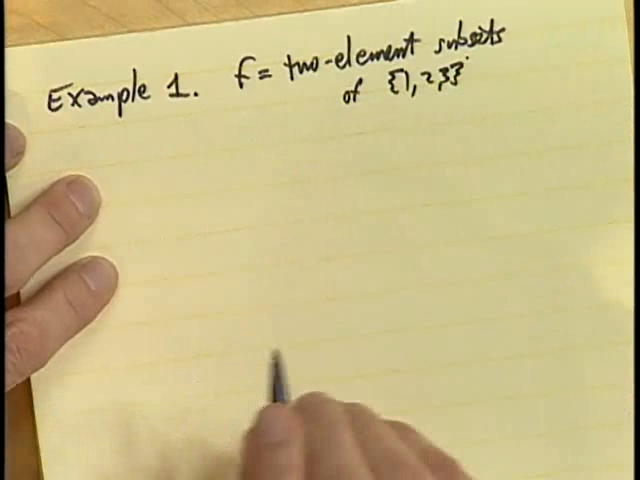 Example 1. F = two-element subsets
of {1,2,3}.